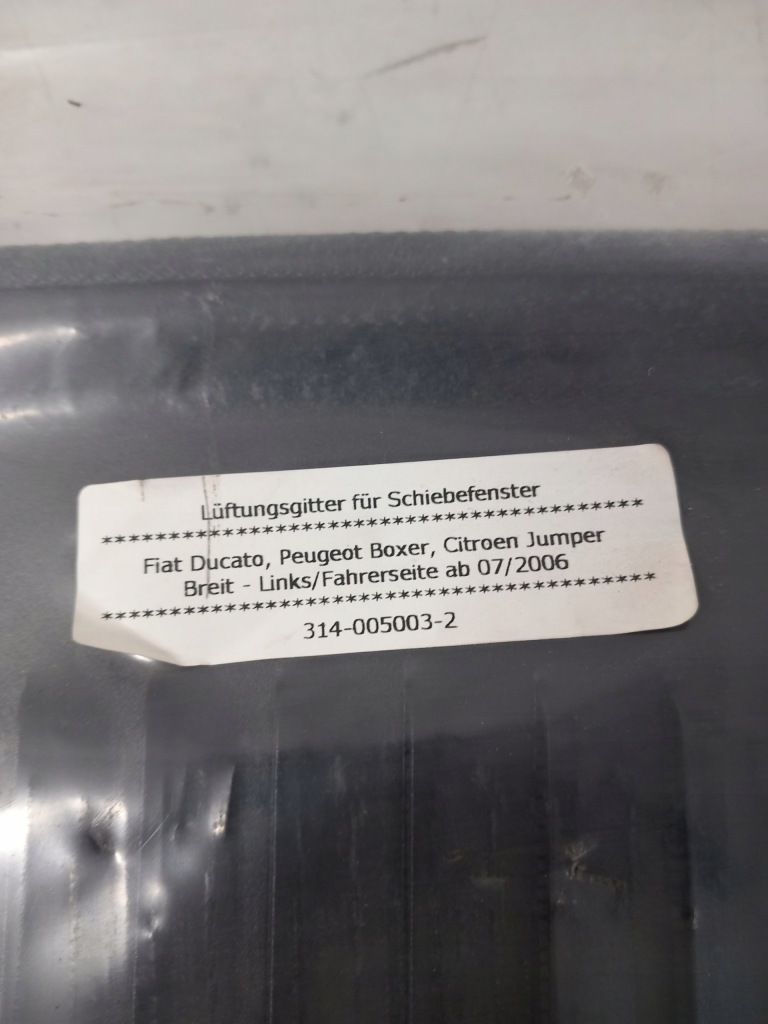 Lüftungsgitter für Schiebefenster
****************************************
Fiat Ducato, Peugeot Boxer, Citroen Jumper
Breit - Links/Fahrerseite ab 07/2006
****************************************
314-005003-2